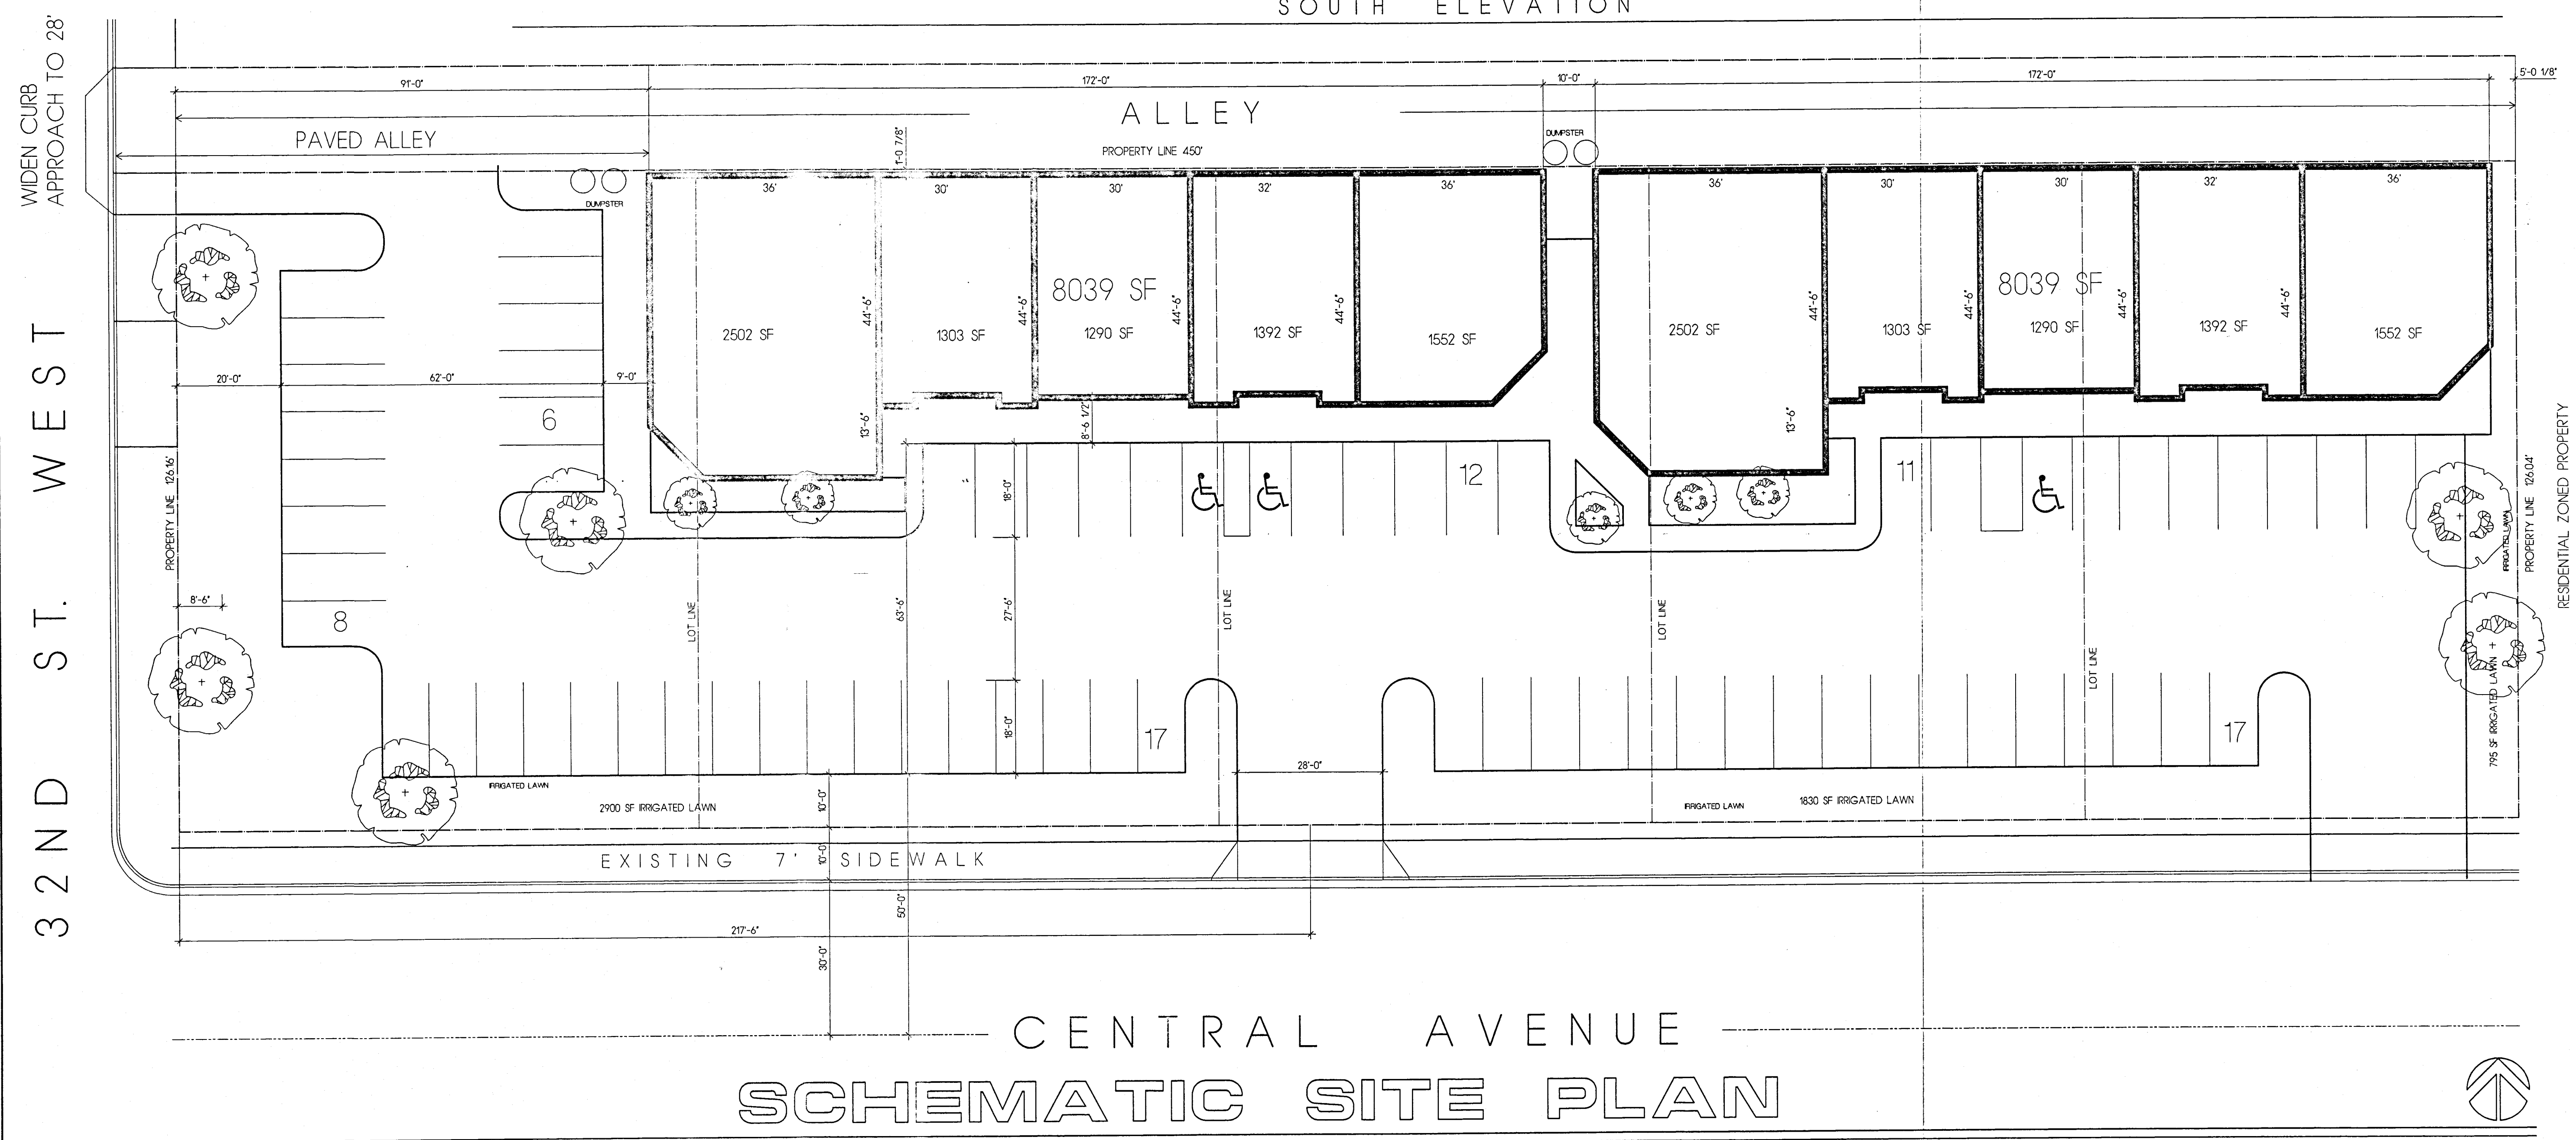 SOUTH ELEVATION
WIDEN CURB
APPROACH TO 28'
91'-0"
172'-0"
10'-0"
172'-0"
5'-0 1/8"
ALLEY
PAVED ALLEY
1'-0 7/8"
PROPERTY LINE 450'
DUMPSTER
DUMPSTER
36'
30'
30'
32'
36'
36'
30'
30'
32'
36'
8039 SF
8039 SF
44'-6"
44'-6"
44'-6"
44'-6"
44'-6"
44'-6"
44'-6"
44'-6"
2502 SF
1303 SF
1290 SF
1392 SF
1552 SF
2502 SF
1303 SF
1290 SF
1392 SF
1552 SF
20'-0"
62'-0"
9'-0"
6
13'-6"
8'-6 1/2"
13'-6"
12
11
18'-0"
PROPERTY LINE 126.16'
IRRIGATED LAWN
PROPERTY LINE 126.04'
RESIDENTIAL ZONED PROPERTY
8'-6"
8
LOT LINE
63'-6"
27'-6"
LOT LINE
LOT LINE
LOT LINE
18'-0"
17
17
28'-0"
795 SF IRRIGATED LAWN
IRRIGATED LAWN
2900 SF IRRIGATED LAWN
10'-0"
IRRIGATED LAWN
1830 SF IRRIGATED LAWN
EXISTING 7' SIDEWALK
10'-0"
50'-0"
217'-6"
30'-0"
32ND ST. WEST
CENTRAL AVENUE
SCHEMATIC SITE PLAN